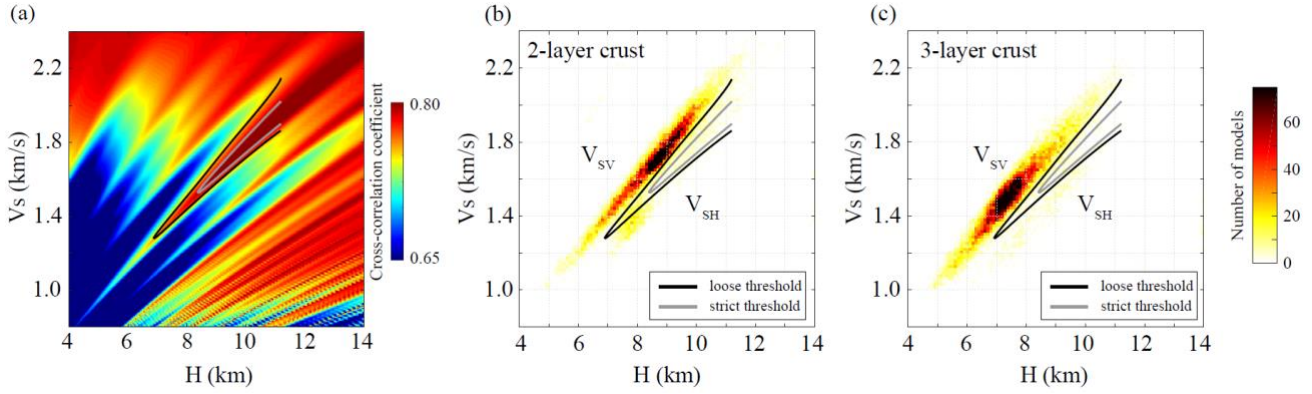 (a)
2.2
1.8
1.4
1.0
Vs (km/s)
4 6 8 10 12 14
H (km)
0.80
0.65
Cross-correlation coefficient
(b)
2-layer crust
2.2
1.8
1.4
1.0
Vs (km/s)
V_SV
V_SH
loose threshold
strict threshold
4 6 8 10 12 14
H (km)
(c)
3-layer crust
2.2
1.8
1.4
1.0
Vs (km/s)
V_SV
V_SH
loose threshold
strict threshold
4 6 8 10 12 14
H (km)
60
40
20
0
Number of models